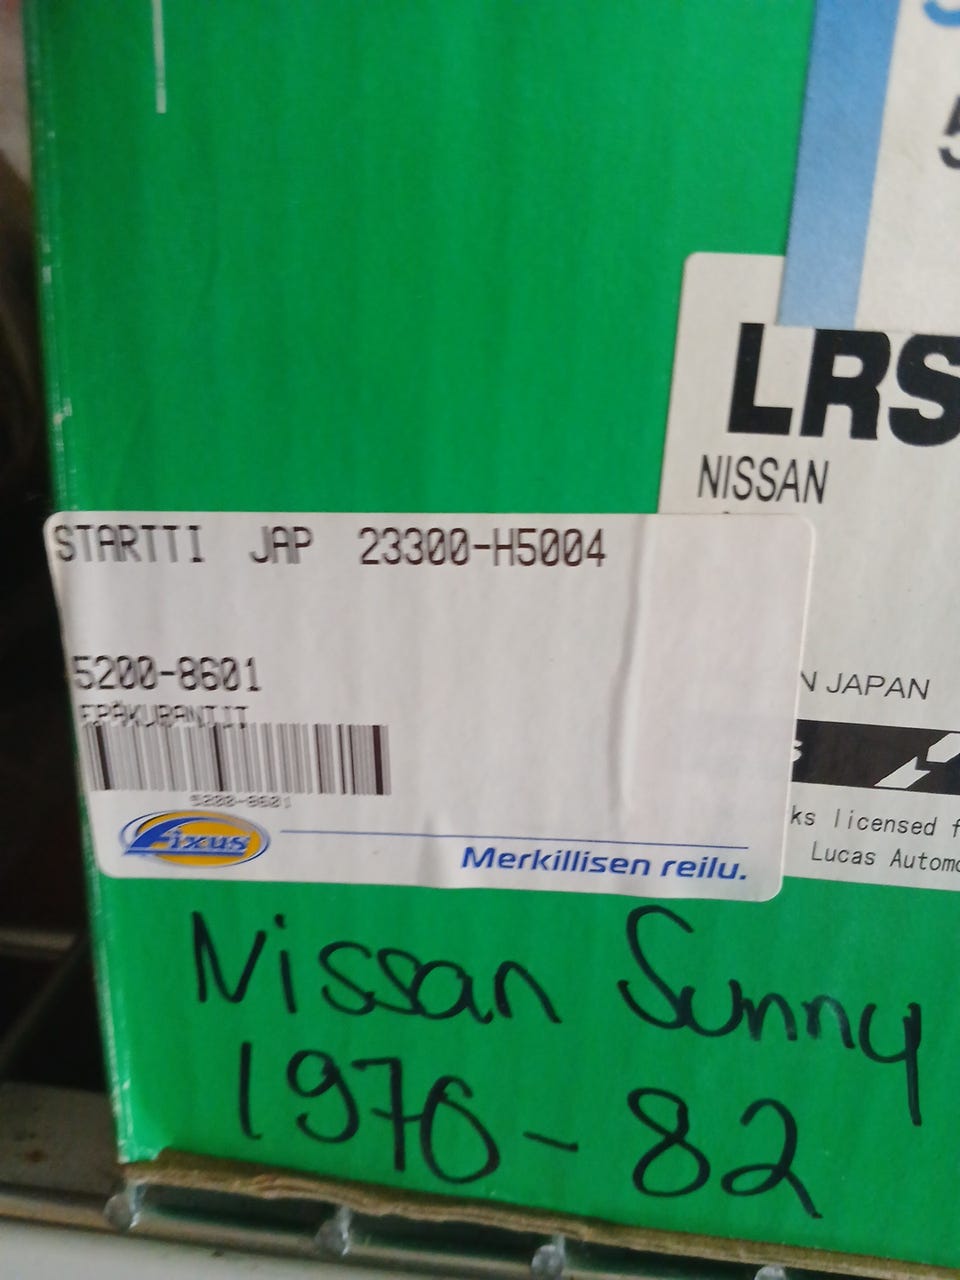 5
LRS
NISSAN
STARTTI JAP 23300-H5004
5200-8601
EPÄKURANTIT
N JAPAN
5200-8601
ks licensed f
Fixus
Merkillisen reilu.
Lucas Automo
Nissan Sunny
1976-82